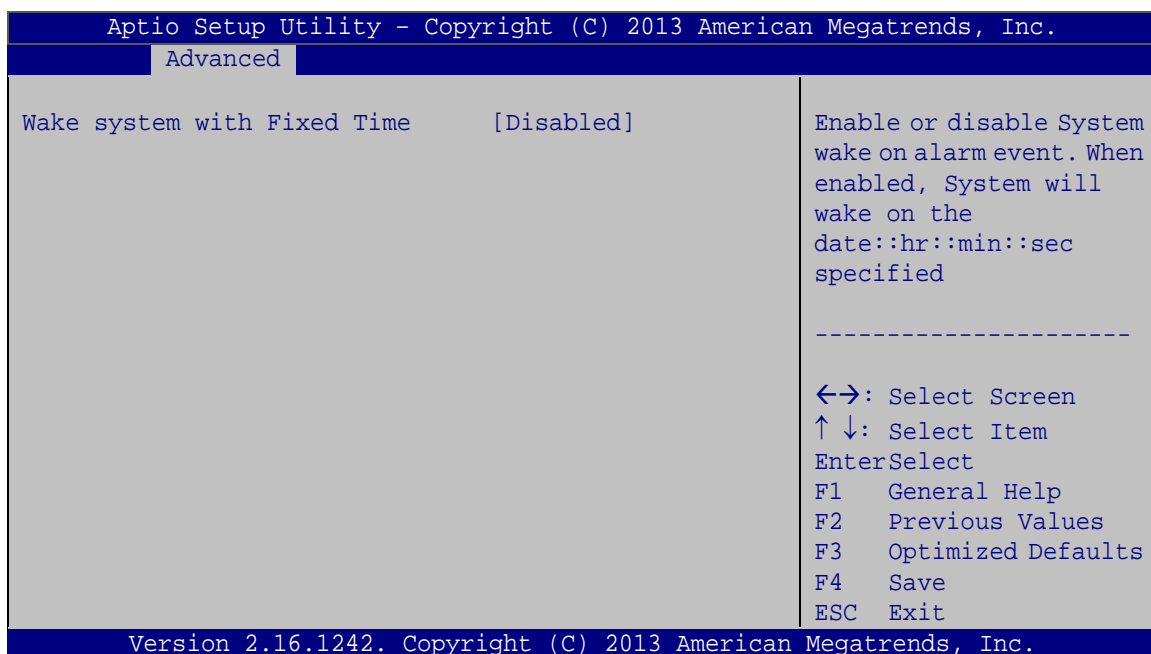 Aptio Setup Utility – Copyright (C) 2013 American Megatrends, Inc.
Advanced
Wake system with Fixed Time [Disabled]
Enable or disable System
wake on alarm event. When
enabled, System will
wake on the
date::hr::min::sec
specified
----------------------
←→: Select Screen
↑ ↓: Select Item
EnterSelect
F1 General Help
F2 Previous Values
F3 Optimized Defaults
F4 Save
ESC Exit
Version 2.16.1242. Copyright (C) 2013 American Megatrends, Inc.